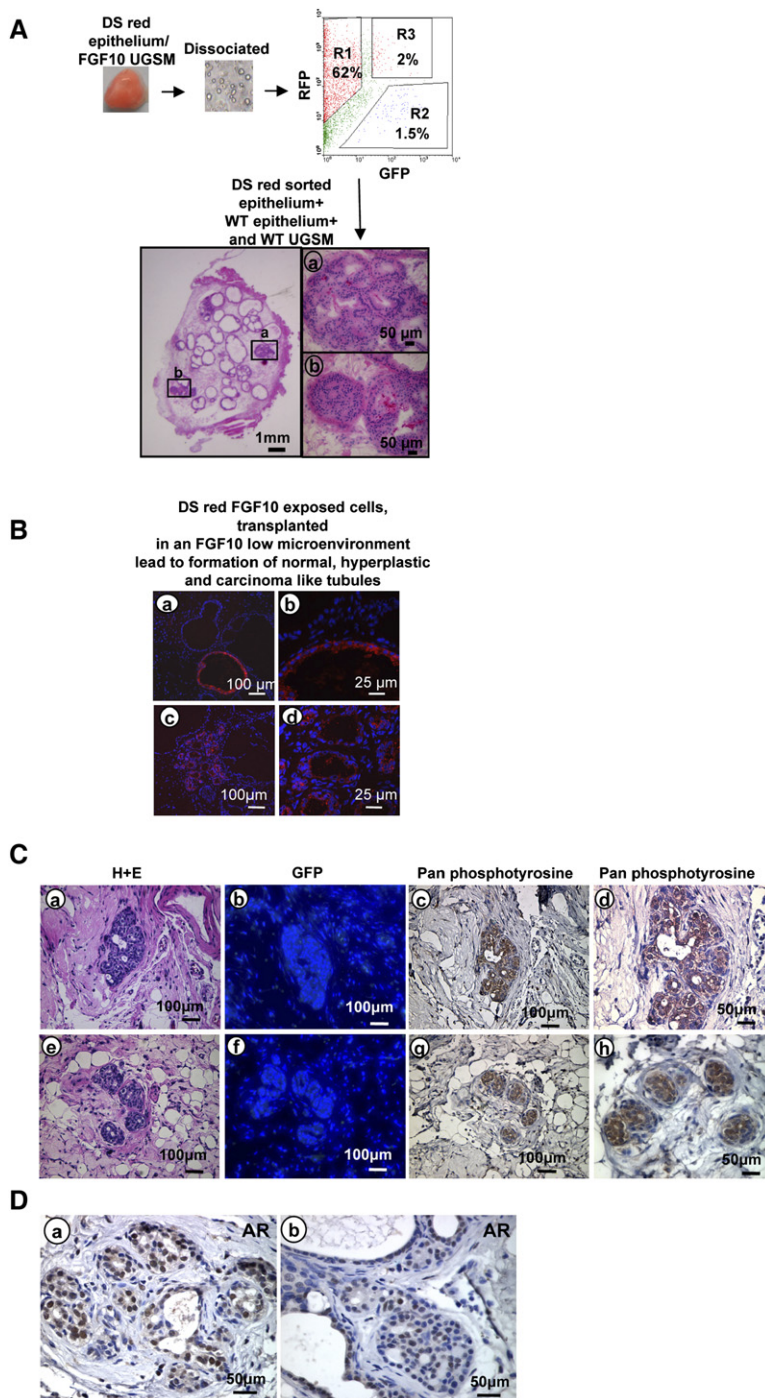 A
DS red
epithelium/
FGF10 UGSM
Dissociated
R1
62%
R3
2%
R2
1.5%
RFP
GFP
DS red sorted
epithelium+
WT epithelium+
and WT UGSM
a
b
1mm
a
50 µm
b
50 µm
B
DS red FGF10 exposed cells,
transplanted
in an FGF10 low microenvironment
lead to formation of normal, hyperplastic
and carcinoma like tubules
a
100 µm
b
25 µm
c
100µm
d
25 µm
C
H+E
GFP
Pan phosphotyrosine
Pan phosphotyrosine
a
100µm
b
100µm
c
100µm
d
50µm
e
100µm
f
100µm
g
100µm
h
50µm
D
a
AR
50µm
b
AR
50µm